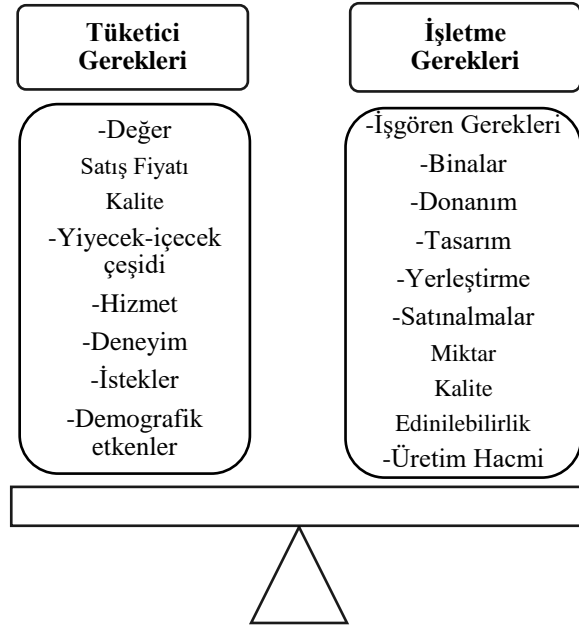 Tüketici
Gerekleri
-Değer
Satış Fiyatı
Kalite
-Yiyecek-içecek
çeşidi
-Hizmet
-Deneyim
-İstekler
-Demografik
etkenler
İşletme
Gerekleri
-İşgören Gerekleri
-Binalar
-Donanım
-Tasarım
-Yerleştirme
-Satınalmalar
Miktar
Kalite
Edinilebilirlik
-Üretim Hacmi